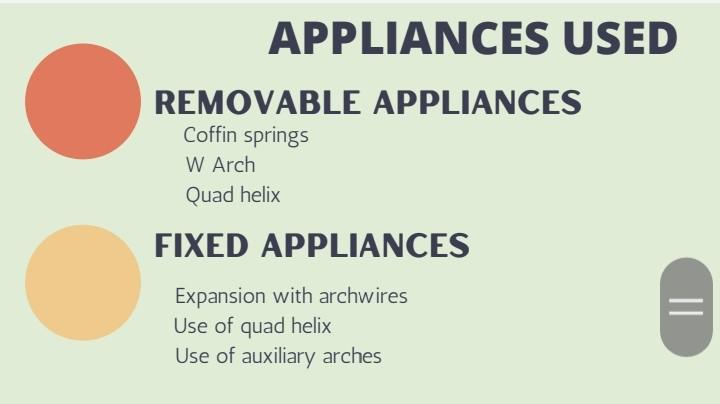 APPLIANCES USED
REMOVABLE APPLIANCES
Coffin springs
W Arch
Quad helix
FIXED APPLIANCES
Expansion with archwires
Use of quad helix
Use of auxiliary arches